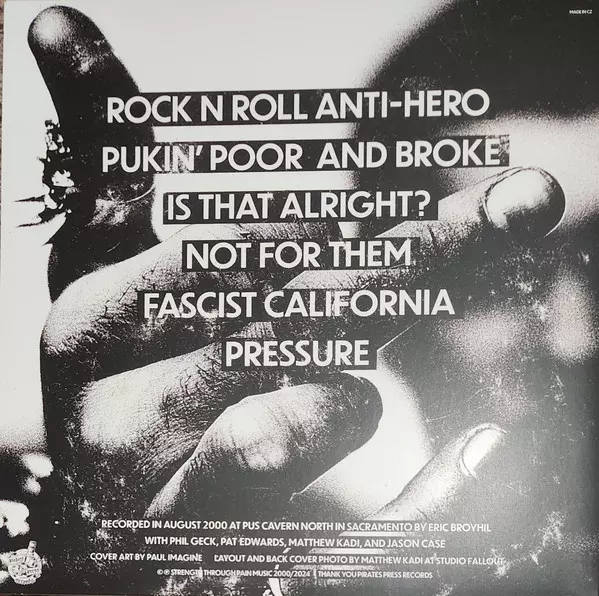 MADE IN CZ
ROCK N ROLL ANTI-HERO
PUKIN' POOR AND BROKE
IS THAT ALRIGHT?
NOT FOR THEM
FASCIST CALIFORNIA
PRESSURE
RECORDED IN AUGUST 2000 AT PUS CAVERN NORTH IN SACRAMENTO BY ERIC BROYHIL
WITH PHIL GECK, PAT EDWARDS, MATTHEW KADI, AND JASON CASE
COVER ART BY PAUL IMAGINE LAYOUT AND BACK COVER PHOTO BY MATTHEW KADI AT STUDIO FALLOUT
© ℗ STRENGTH THROUGH PAIN MUSIC 2000/2024 | THANK YOU PIRATES PRESS RECORDS